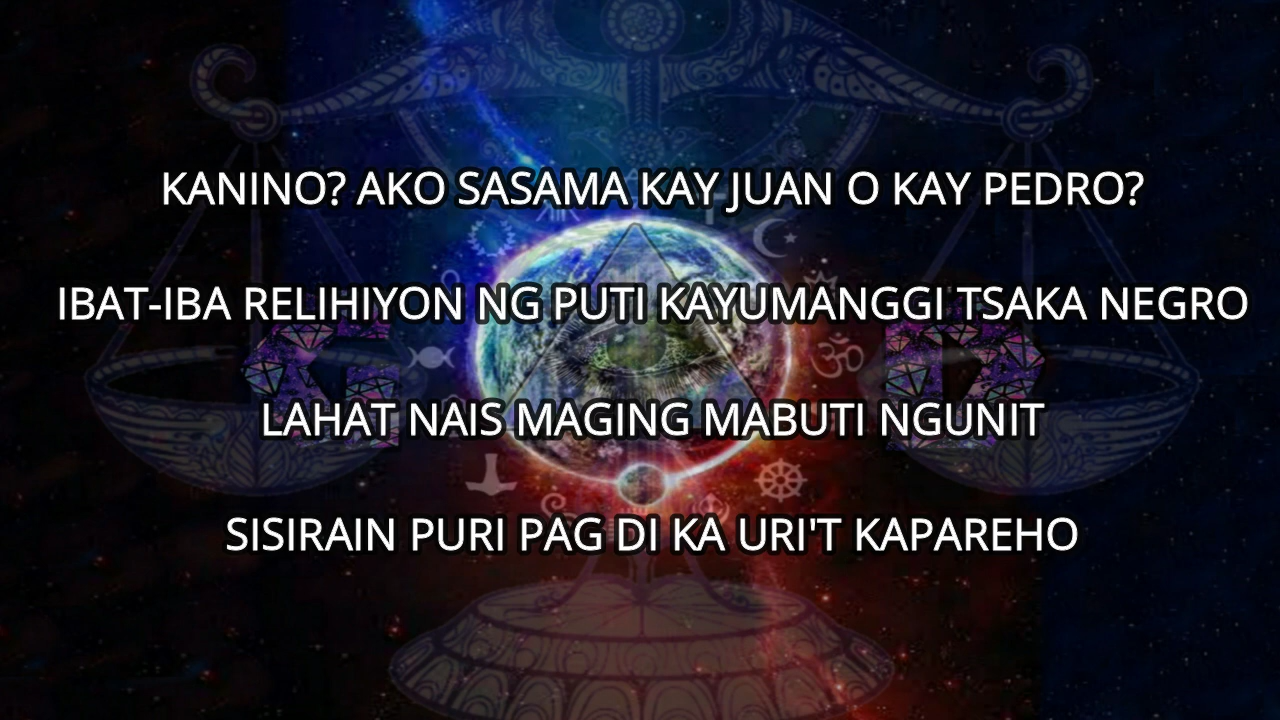 KANINO? AKO SASAMA KAY JUAN O KAY PEDRO?
IBAT-IBA RELIHIYON NG PUTI KAYUMANGGI TSAKA NEGRO
LAHAT NAIS MAGING MABUTI NGUNIT
SISIRAIN PURI PAG DI KA URI'T KAPAREHO